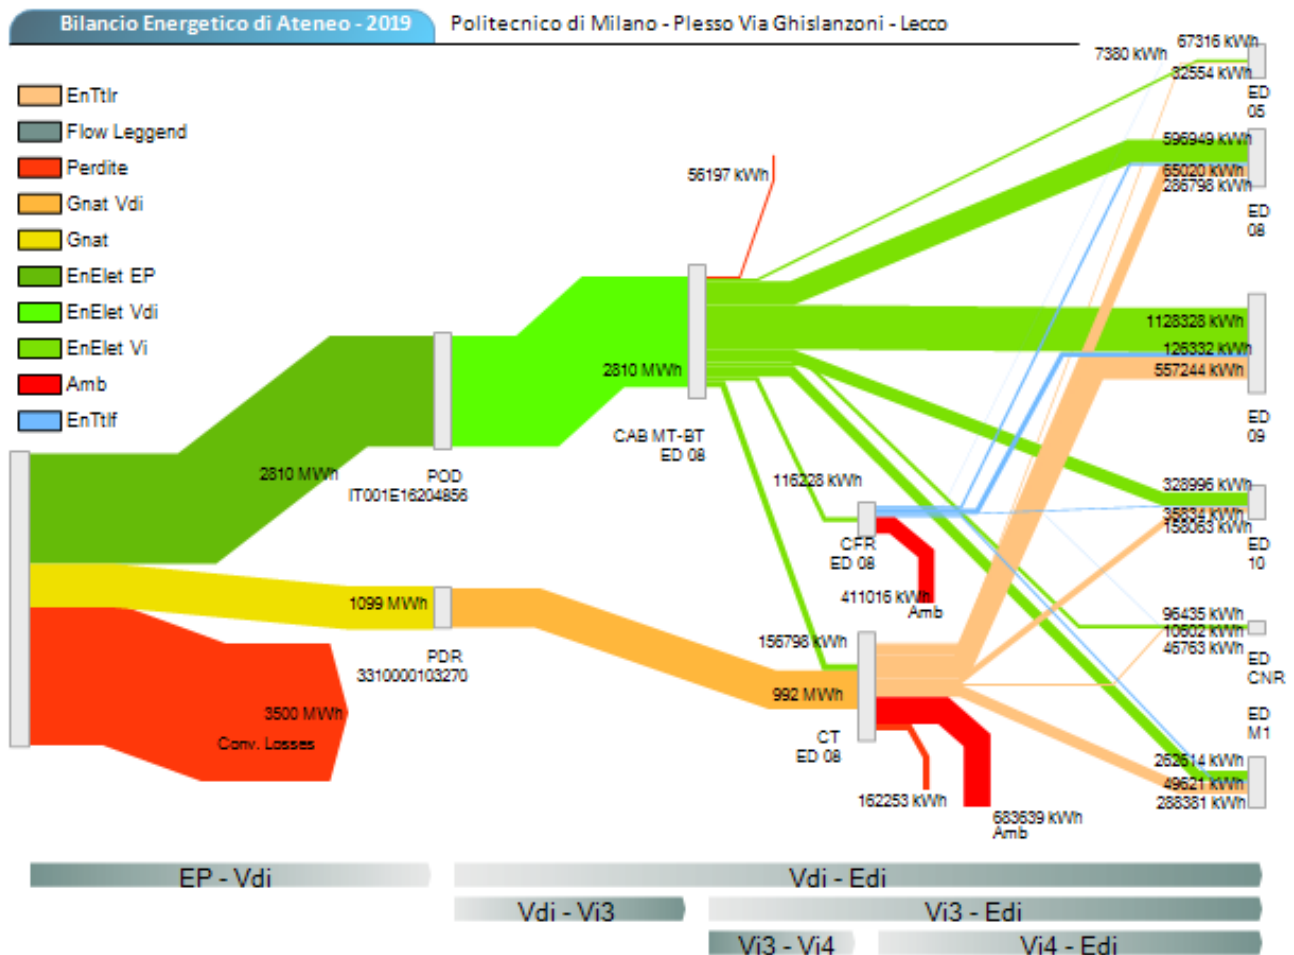 Bilancio Energetico di Ateneo - 2019
Politecnico di Milano - Plesso Via Ghislanzoni - Lecco
EnTtlr
Flow Leggend
Perdite
Gnat Vdi
Gnat
EnElet EP
EnElet Vdi
EnElet Vi
Amb
EnTtlf
7380 kWh
67316 kWh
32554 kWh
ED
05
56197 kWh
596949 kWh
65020 kWh
286798 kWh
ED
08
1128328 kWh
126332 kWh
557244 kWh
ED
09
2810 MWh
CAB MT-BT
ED 08
2810 MWh
POD
IT001E16204856
116228 kWh
328996 kWh
36834 kWh
158063 kWh
ED
10
CFR
ED 08
411016 kWh
Amb
1099 MWh
PDR
3310000103270
156798 kWh
96435 kWh
10602 kWh
46763 kWh
ED
CNR
992 MWh
CT
ED 08
3500 MWh
Conv. Losses
ED
M1
262614 kWh
49621 kWh
288381 kWh
162253 kWh
683639 kWh
Amb
EP - Vdi
Vdi - Edi
Vdi - Vi3
Vi3 - Edi
Vi3 - Vi4
Vi4 - Edi